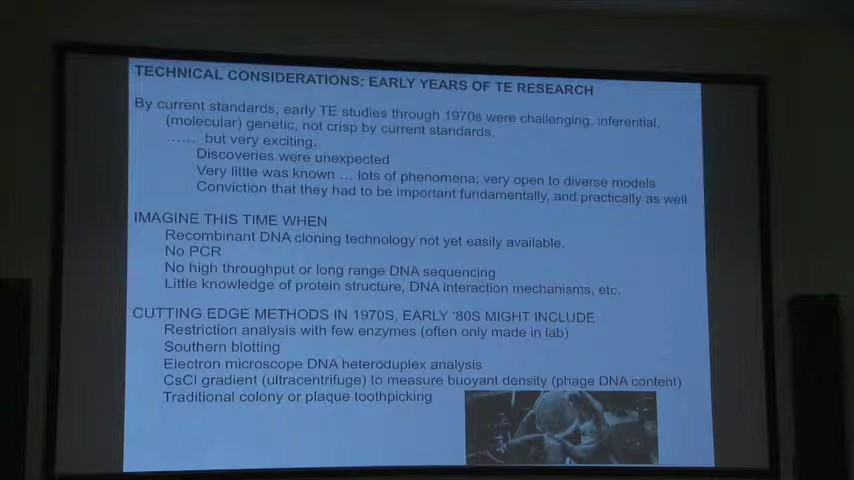 TECHNICAL CONSIDERATIONS: EARLY YEARS OF TE RESEARCH
By current standards, early TE studies through 1970s were challenging, inferential,
(molecular) genetic, not crisp by current standards,
...... but very exciting.
Discoveries were unexpected
Very little was known ... lots of phenomena; very open to diverse models
Conviction that they had to be important fundamentally, and practically as well
IMAGINE THIS TIME WHEN
Recombinant DNA cloning technology not yet easily available.
No PCR
No high throughput or long range DNA sequencing
Little knowledge of protein structure, DNA interaction mechanisms, etc.
CUTTING EDGE METHODS IN 1970S, EARLY '80S MIGHT INCLUDE
Restriction analysis with few enzymes (often only made in lab)
Southern blotting
Electron microscope DNA heteroduplex analysis
CsCl gradient (ultracentrifuge) to measure buoyant density (phage DNA content)
Traditional colony or plaque toothpicking